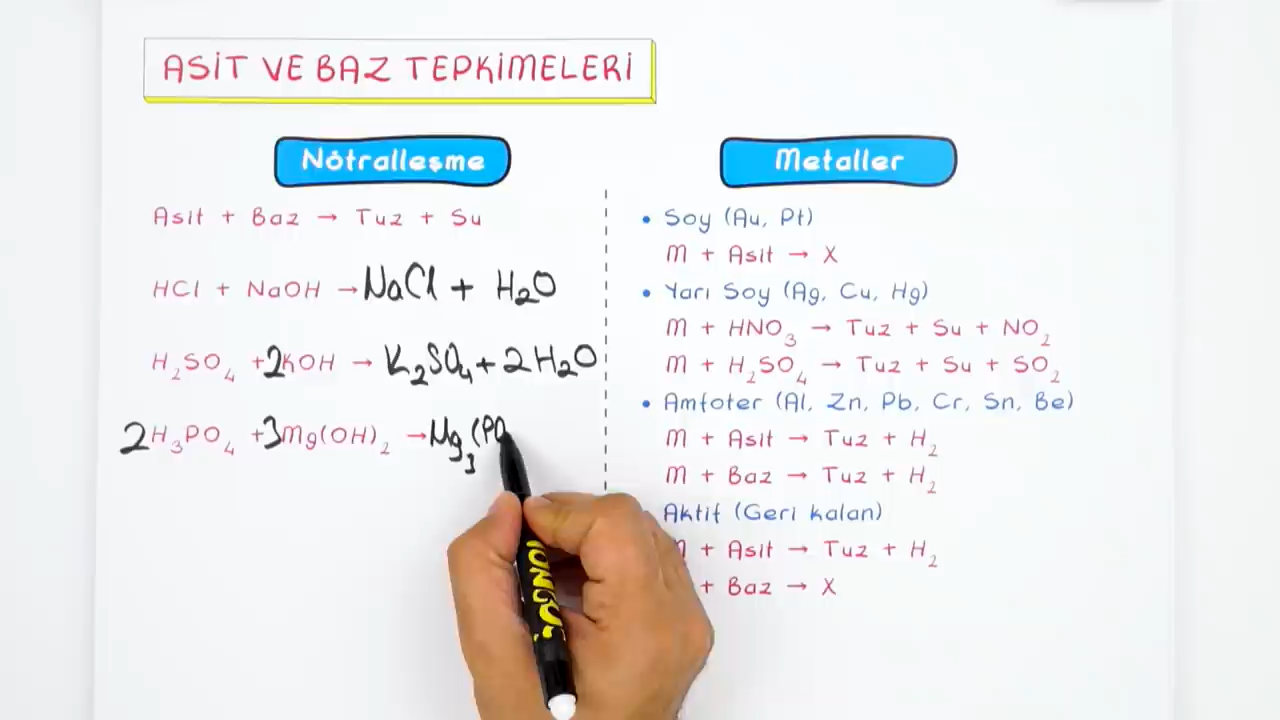 ASİT VE BAZ TEPKİMELERİ
Nötralleşme
Asit + Baz → Tuz + Su
HCl + NaOH → NaCl + H₂O
H₂SO₄ + 2KOH → K₂SO₄ + 2H₂O
2H₃PO₄ + 3Mg(OH)₂ → Mg₃(PO
Metaller
• Soy (Au, Pt)
M + Asit → X
• Yarı Soy (Ag, Cu, Hg)
M + HNO₃ → Tuz + Su + NO₂
M + H₂SO₄ → Tuz + Su + SO₂
• Amfoter (Al, Zn, Pb, Cr, Sn, Be)
M + Asit → Tuz + H₂
M + Baz → Tuz + H₂
Aktif (Geri kalan)
+ Asit → Tuz + H₂
+ Baz → X